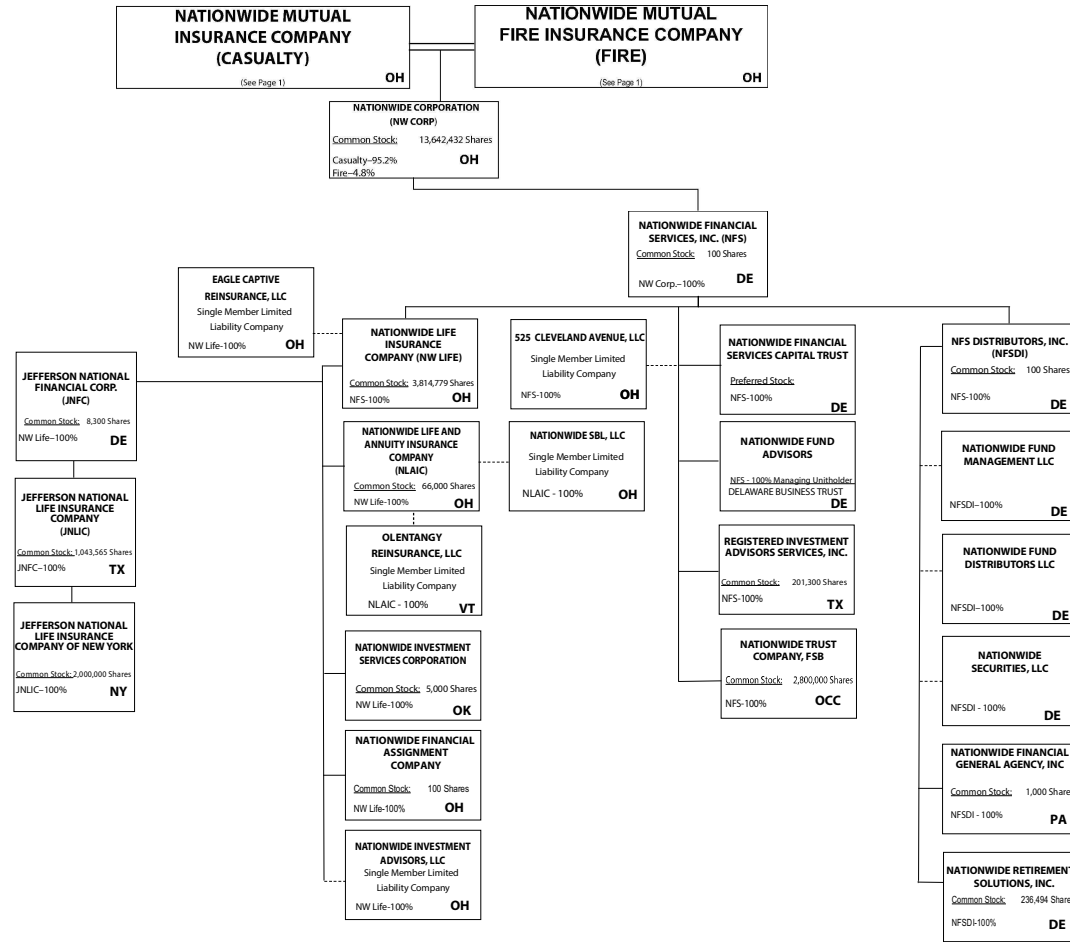 NATIONWIDE MUTUAL
INSURANCE COMPANY
(CASUALTY)
(See Page 1)
OH
NATIONWIDE MUTUAL
FIRE INSURANCE COMPANY
(FIRE)
(See Page 1)
OH
NATIONWIDE CORPORATION
(NW CORP)
Common Stock: 13,642,432 Shares
Casualty–95.2% OH
Fire–4.8%
NATIONWIDE FINANCIAL
SERVICES, INC. (NFS)
Common Stock: 100 Shares
NW Corp.–100% DE
EAGLE CAPTIVE
REINSURANCE, LLC
Single Member Limited
Liability Company
NW Life-100% OH
NATIONWIDE LIFE
INSURANCE
COMPANY (NW LIFE)
Common Stock: 3,814,779 Shares
NFS-100% OH
525 CLEVELAND AVENUE, LLC
Single Member Limited
Liability Company
NFS-100% OH
NATIONWIDE FINANCIAL
SERVICES CAPITAL TRUST
Preferred Stock:
NFS-100%
DE
NFS DISTRIBUTORS, INC.
(NFSDI)
Common Stock: 100 Shares
NFS-100%
DE
JEFFERSON NATIONAL
FINANCIAL CORP.
(JNFC)
Common Stock: 8,300 Shares
NW Life–100% DE
NATIONWIDE LIFE AND
ANNUITY INSURANCE
COMPANY
(NLAIC)
Common Stock: 66,000 Shares
NW Life-100% OH
NATIONWIDE SBL, LLC
Single Member Limited
Liability Company
NLAIC - 100% OH
NATIONWIDE FUND
ADVISORS
NFS - 100% Managing Unitholder
DELAWARE BUSINESS TRUST
DE
NATIONWIDE FUND
MANAGEMENT LLC
NFSDI–100%
DE
JEFFERSON NATIONAL
LIFE INSURANCE
COMPANY
(JNLIC)
Common Stock: 1,043,565 Shares
JNFC–100% TX
OLENTANGY
REINSURANCE, LLC
Single Member Limited
Liability Company
NLAIC - 100% VT
REGISTERED INVESTMENT
ADVISORS SERVICES, INC.
Common Stock: 201,300 Shares
NFS-100% TX
NATIONWIDE FUND
DISTRIBUTORS LLC
NFSDI–100%
DE
JEFFERSON NATIONAL
LIFE INSURANCE
COMPANY OF NEW YORK
Common Stock: 2,000,000 Shares
JNLIC–100% NY
NATIONWIDE INVESTMENT
SERVICES CORPORATION
Common Stock: 5,000 Shares
NW Life-100% OK
NATIONWIDE TRUST
COMPANY, FSB
Common Stock: 2,800,000 Shares
NFS-100% OCC
NATIONWIDE
SECURITIES, LLC
NFSDI - 100%
DE
NATIONWIDE FINANCIAL
ASSIGNMENT
COMPANY
Common Stock: 100 Shares
NW Life-100% OH
NATIONWIDE FINANCIAL
GENERAL AGENCY, INC
Common Stock: 1,000 Share
NFSDI - 100%
PA
NATIONWIDE INVESTMENT
ADVISORS, LLC
Single Member Limited
Liability Company
NW Life-100% OH
NATIONWIDE RETIREMENT
SOLUTIONS, INC.
Common Stock: 236,494 Share
NFSDI-100% DE